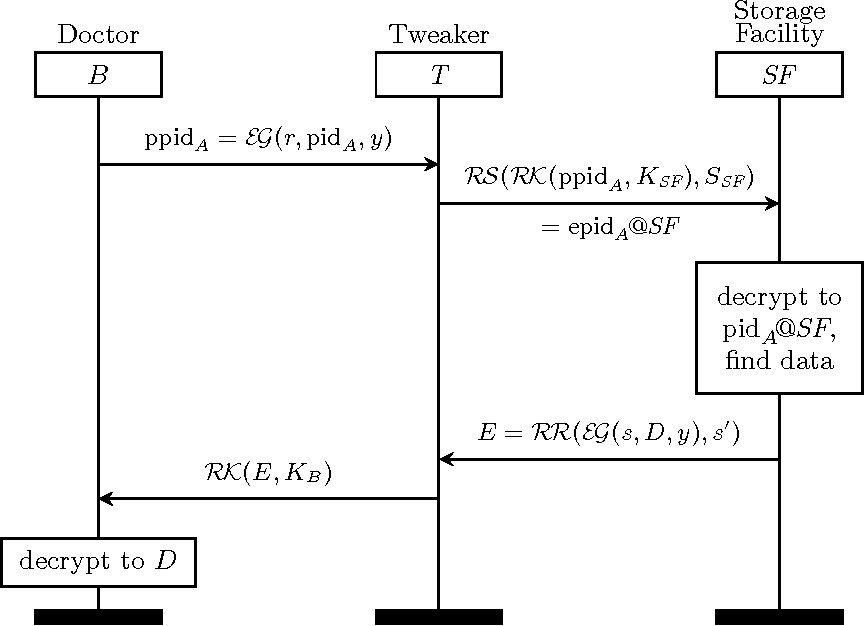 Doctor
Tweaker
Storage
Facility
B
T
SF
ppid_A = 𝓔𝓖(r, pid_A, y)
𝓡𝓢(𝓡𝓚(ppid_A, K_SF), S_SF)
= epid_A@SF
decrypt to
pid_A@SF,
find data
E = 𝓡𝓡(𝓔𝓖(s, D, y), s′)
𝓡𝓚(E, K_B)
decrypt to D